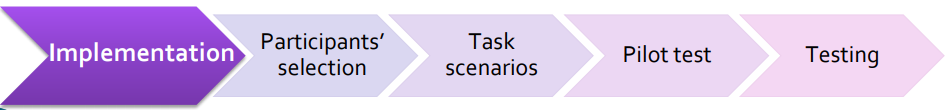 Implementation
Participants’
selection
Task
scenarios
Pilot test
Testing